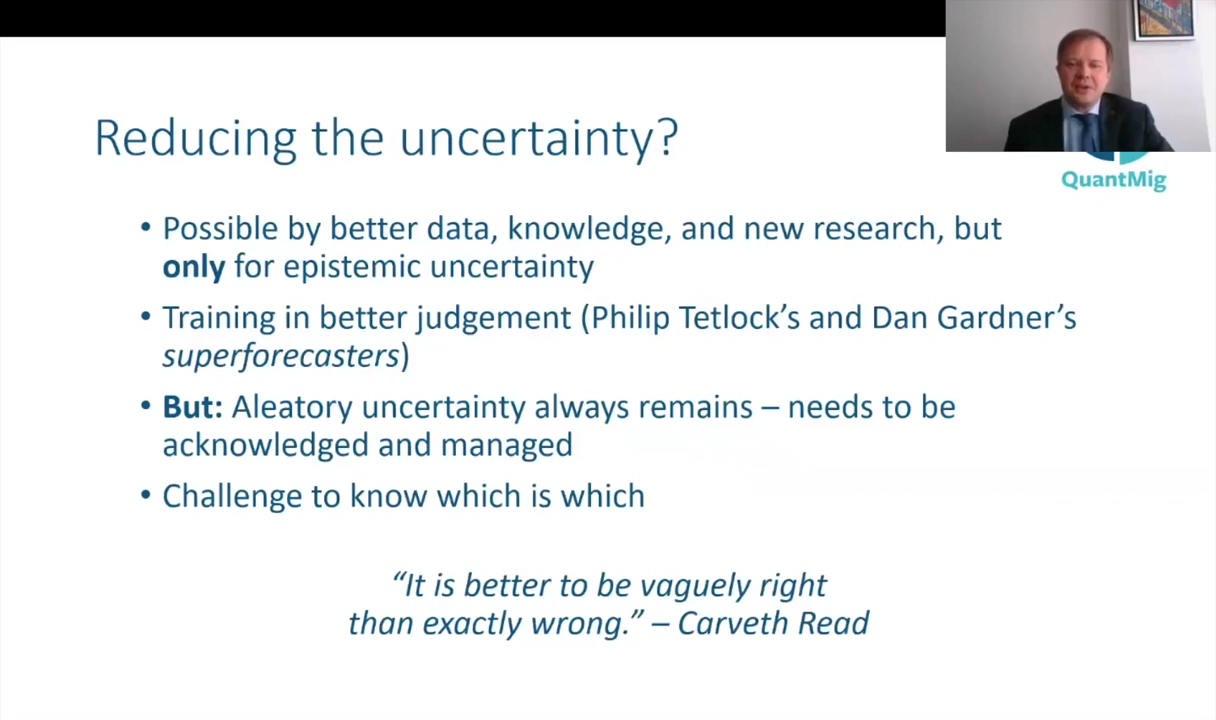 Reducing the uncertainty?
QuantMig
• Possible by better data, knowledge, and new research, but
only for epistemic uncertainty
• Training in better judgement (Philip Tetlock’s and Dan Gardner’s
superforecasters)
• But: Aleatory uncertainty always remains – needs to be
acknowledged and managed
• Challenge to know which is which
“It is better to be vaguely right
than exactly wrong.” – Carveth Read